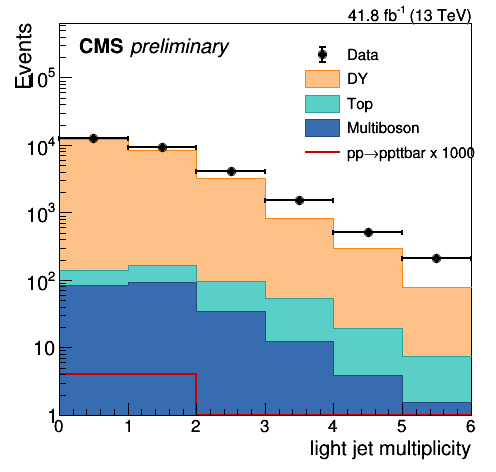 41.8 fb⁻¹ (13 TeV)
Events
CMS preliminary
Data
DY
Top
Multiboson
pp→ppttbar x 1000
10⁵
10⁴
10³
10²
10
1
0 1 2 3 4 5 6
light jet multiplicity